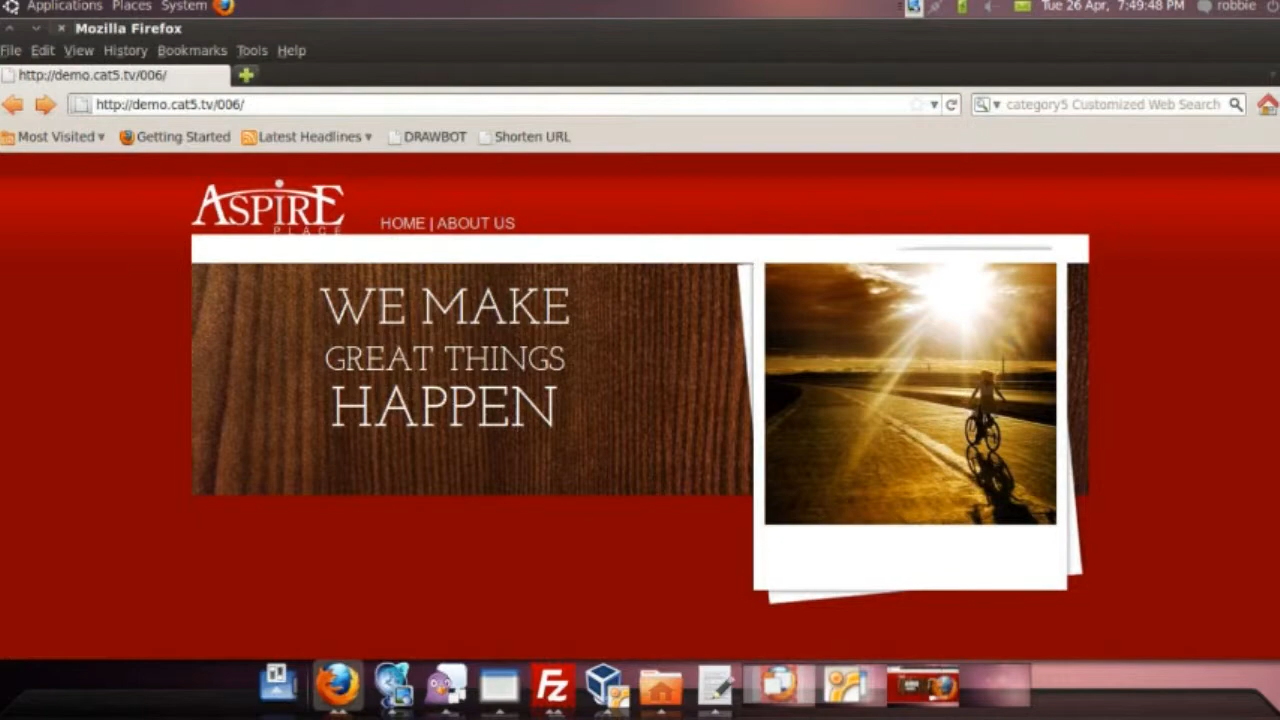 Applications Places System
Tue 26 Apr, 7:49:48 PM robbie
Mozilla Firefox
File Edit View History Bookmarks Tools Help
http://demo.cat5.tv/006/
http://demo.cat5.tv/006/
category5 Customized Web Search
Most Visited Getting Started Latest Headlines DRAWBOT Shorten URL
ASPIRE
PLACE
HOME | ABOUT US
WE MAKE
GREAT THINGS
HAPPEN
FZ